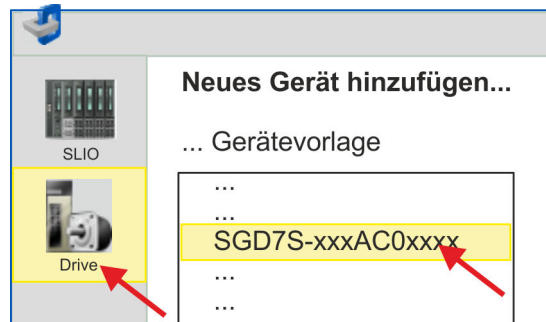 Neues Gerät hinzufügen...
SLIO
... Gerätevorlage
...
...
SGD7S-xxxAC0xxxx
Drive
...
...